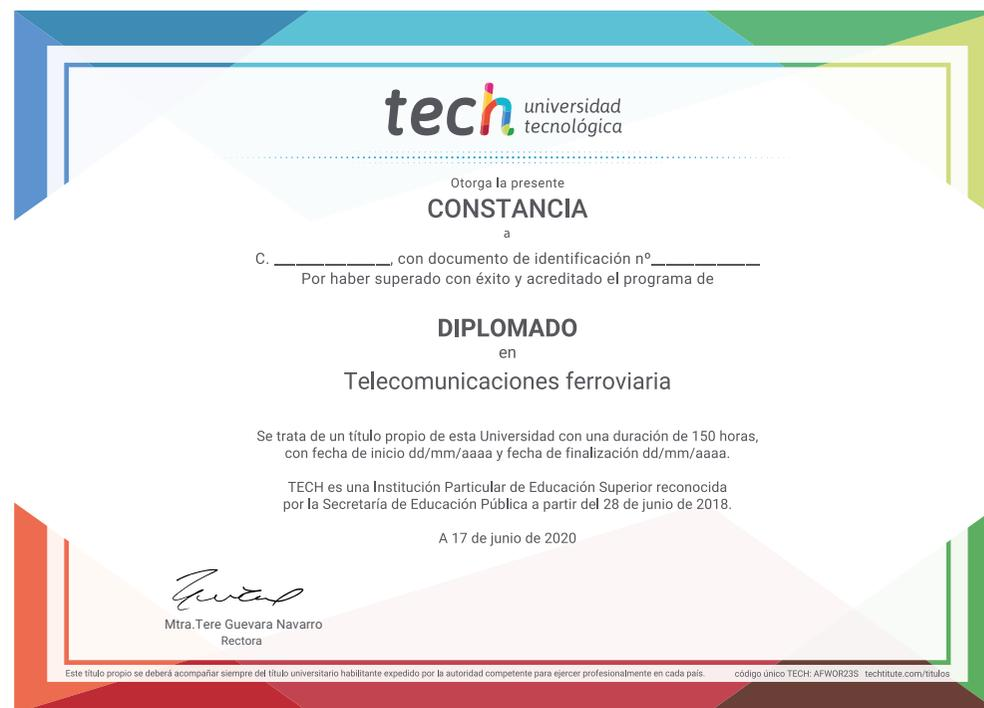 tech universidad
tecnológica
Otorga la presente
CONSTANCIA
a
C. ______________, con documento de identificación nº_____________
Por haber superado con éxito y acreditado el programa de
DIPLOMADO
en
Telecomunicaciones ferroviaria
Se trata de un título propio de esta Universidad con una duración de 150 horas,
con fecha de inicio dd/mm/aaaa y fecha de finalización dd/mm/aaaa.
TECH es una Institución Particular de Educación Superior reconocida
por la Secretaría de Educación Pública a partir del 28 de junio de 2018.
A 17 de junio de 2020
Mtra.Tere Guevara Navarro
Rectora
Este título propio se deberá acompañar siempre del título universitario habilitante expedido por la autoridad competente para ejercer profesionalmente en cada país. código único TECH: AFWOR23S techtitute.com/titulos